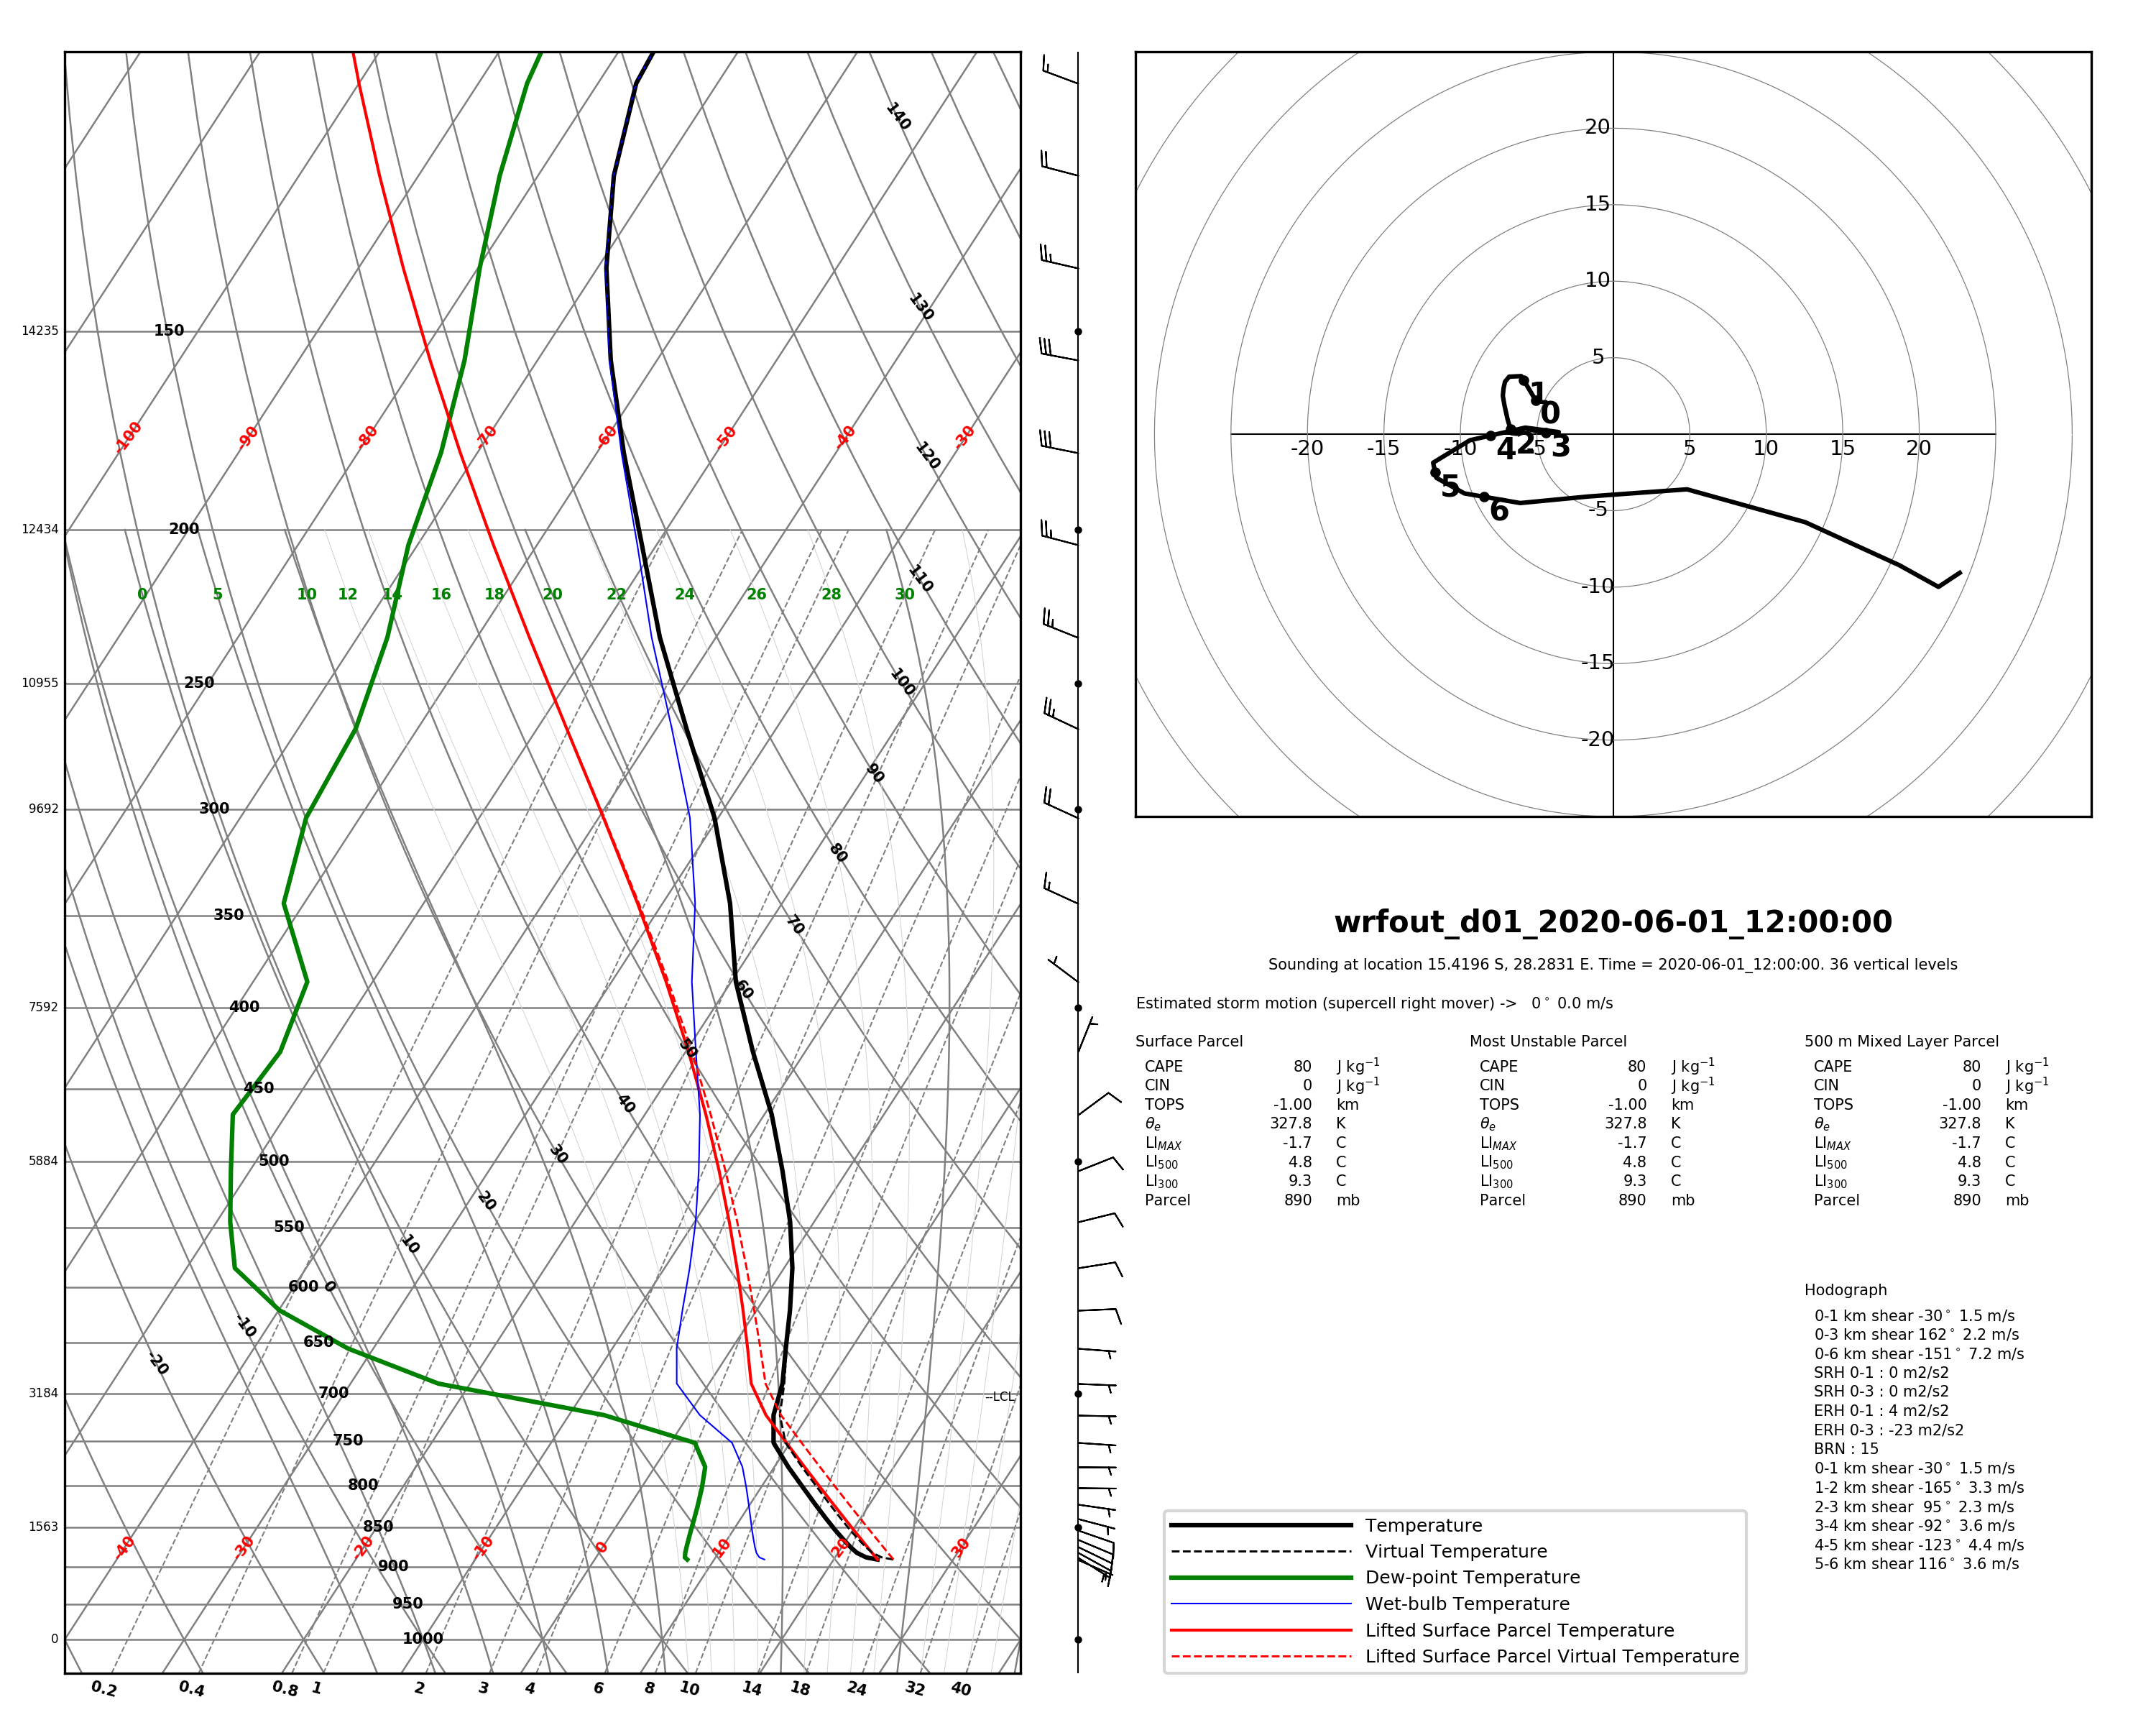 140
130
14235
150
-100
-90
-80
-70
-60
-50
-40
-30
120
12434
200
110
0 5 10 12 14 16 18 20 22 24 26 28 30
10955
250
100
90
9692
300
80
350
70
7592
400
60
50
450
40
5884
500
30
20
550
10
600
0
-10
650
-20
3184
700
--LCL
750
800
1563
850
-40
-30
-20
-10
0
10
20
30
900
950
0
1000
0.2 0.4 0.8 1 2 3 4 6 8 10 14 18 24 32 40
20
15
10
5
-20 -15 -10 -5 5 10 15 20
-5
-10
-15
-20
0
1
2
3
4
5
6
wrfout_d01_2020-06-01_12:00:00
Sounding at location 15.4196 S, 28.2831 E. Time = 2020-06-01_12:00:00. 36 vertical levels
Estimated storm motion (supercell right mover) -> 0° 0.0 m/s
Surface Parcel
CAPE 80 J kg⁻¹
CIN 0 J kg⁻¹
TOPS -1.00 km
θe 327.8 K
LIMAX -1.7 C
LI500 4.8 C
LI300 9.3 C
Parcel 890 mb
Most Unstable Parcel
CAPE 80 J kg⁻¹
CIN 0 J kg⁻¹
TOPS -1.00 km
θe 327.8 K
LIMAX -1.7 C
LI500 4.8 C
LI300 9.3 C
Parcel 890 mb
500 m Mixed Layer Parcel
CAPE 80 J kg⁻¹
CIN 0 J kg⁻¹
TOPS -1.00 km
θe 327.8 K
LIMAX -1.7 C
LI500 4.8 C
LI300 9.3 C
Parcel 890 mb
Hodograph
0-1 km shear -30° 1.5 m/s
0-3 km shear 162° 2.2 m/s
0-6 km shear -151° 7.2 m/s
SRH 0-1 : 0 m2/s2
SRH 0-3 : 0 m2/s2
ERH 0-1 : 4 m2/s2
ERH 0-3 : -23 m2/s2
BRN : 15
0-1 km shear -30° 1.5 m/s
1-2 km shear -165° 3.3 m/s
2-3 km shear 95° 2.3 m/s
3-4 km shear -92° 3.6 m/s
4-5 km shear -123° 4.4 m/s
5-6 km shear 116° 3.6 m/s
Temperature
Virtual Temperature
Dew-point Temperature
Wet-bulb Temperature
Lifted Surface Parcel Temperature
Lifted Surface Parcel Virtual Temperature